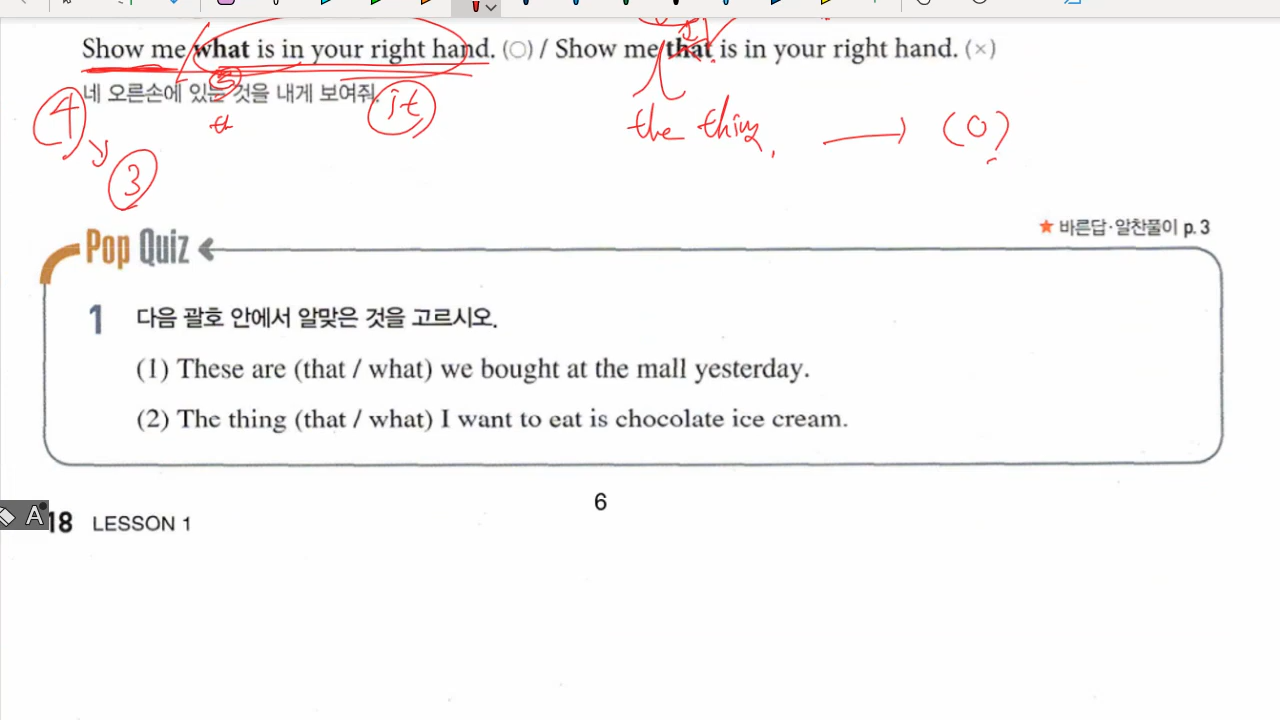 Show me what is in your right hand. (○) / Show me that is in your right hand. (×)
네 오른손에 있는 것을 내게 보여줘.
it
4
th
the thing
(O)
3
Pop Quiz
★ 바른답·알찬풀이 p.3
1 다음 괄호 안에서 알맞은 것을 고르시오.
(1) These are (that / what) we bought at the mall yesterday.
(2) The thing (that / what) I want to eat is chocolate ice cream.
6
A
18 LESSON 1